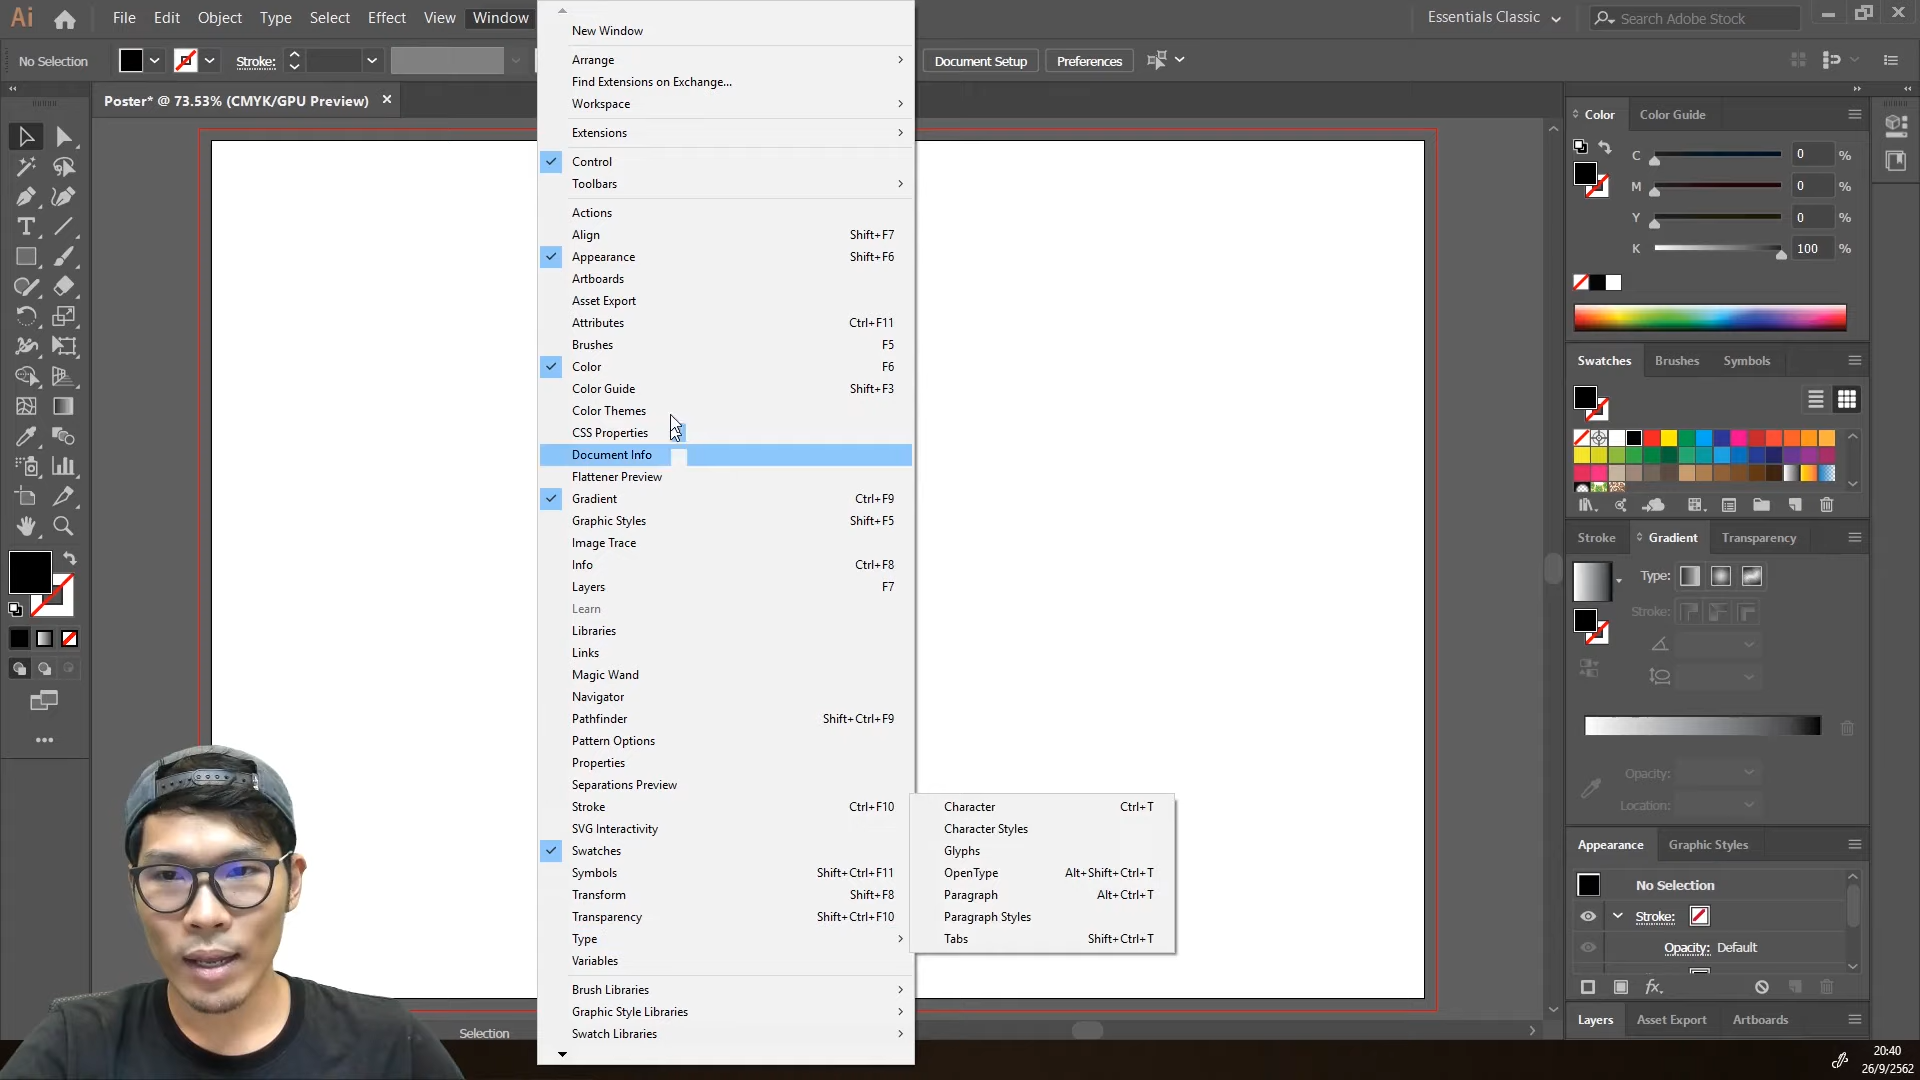 Ai
File Edit Object Type Select Effect View Window
Essentials Classic
Search Adobe Stock
No Selection
Stroke:
Document Setup
Preferences
Poster* @ 73.53% (CMYK/GPU Preview)
New Window
Arrange
Find Extensions on Exchange...
Workspace
Extensions
Control
Toolbars
Actions
Align Shift+F7
Appearance Shift+F6
Artboards
Asset Export
Attributes Ctrl+F11
Brushes F5
Color F6
Color Guide Shift+F3
Color Themes
CSS Properties
Document Info
Flattener Preview
Gradient Ctrl+F9
Graphic Styles Shift+F5
Image Trace
Info Ctrl+F8
Layers F7
Learn
Libraries
Links
Magic Wand
Navigator
Pathfinder Shift+Ctrl+F9
Pattern Options
Properties
Separations Preview
Stroke Ctrl+F10
SVG Interactivity
Swatches
Symbols Shift+Ctrl+F11
Transform Shift+F8
Transparency Shift+Ctrl+F10
Type
Variables
Brush Libraries
Graphic Style Libraries
Swatch Libraries
Character Ctrl+T
Character Styles
Glyphs
OpenType Alt+Shift+Ctrl+T
Paragraph Alt+Ctrl+T
Paragraph Styles
Tabs Shift+Ctrl+T
Selection
Color Color Guide
C 0 %
M 0 %
Y 0 %
K 100 %
Swatches Brushes Symbols
Stroke Gradient Transparency
Type:
Stroke:
Opacity:
Location:
Appearance Graphic Styles
No Selection
Stroke:
Opacity: Default
fx
Layers Asset Export Artboards
20:40
26/9/2562